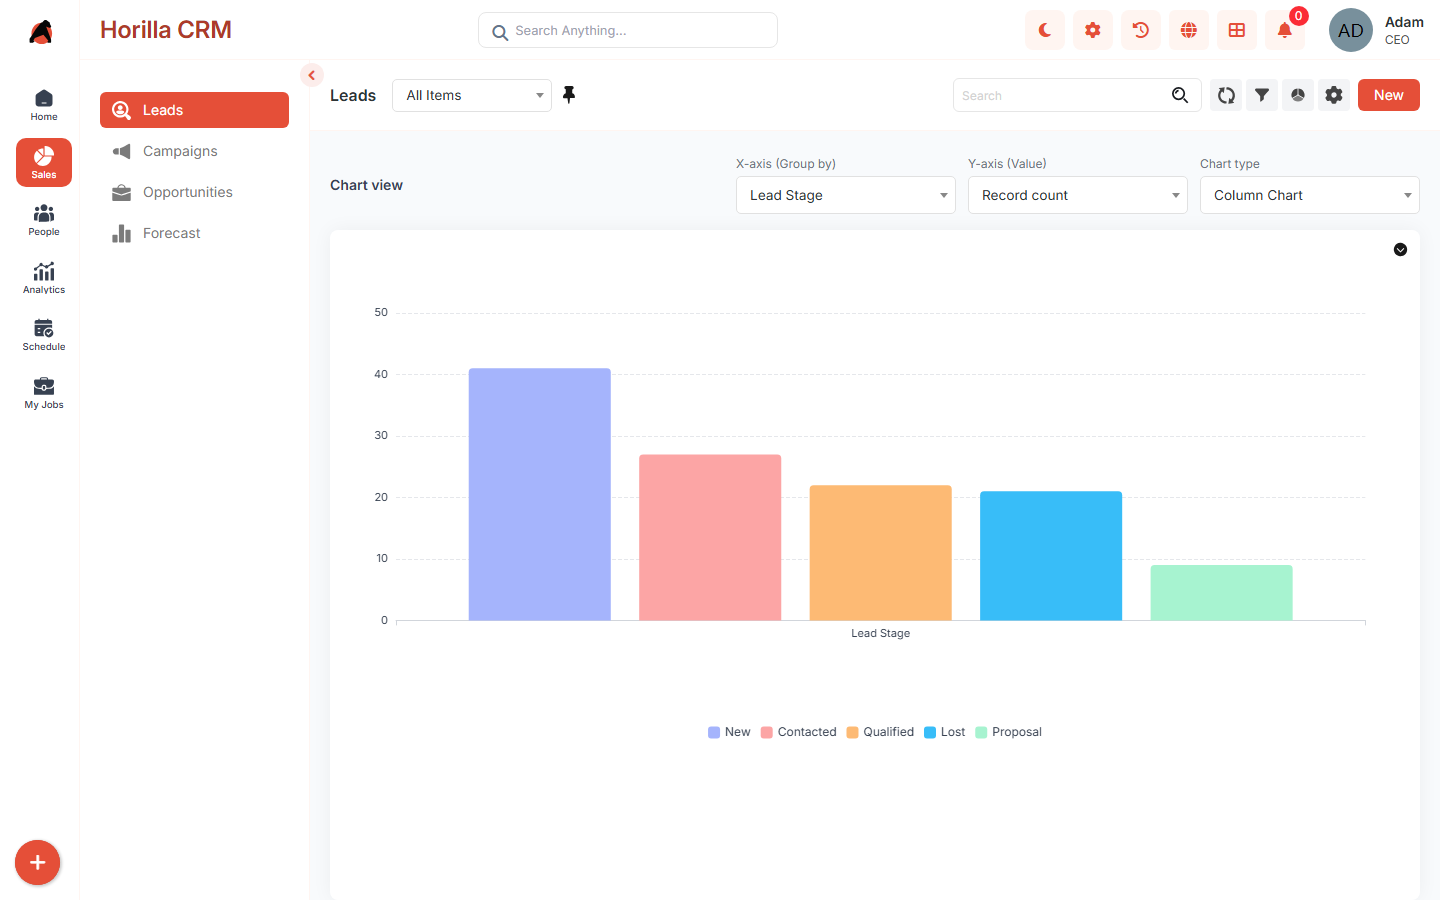 Horilla CRM
Search Anything...
0
AD
Adam
CEO
Home
Sales
People
Analytics
Schedule
My Jobs
Leads
Campaigns
Opportunities
Forecast
Leads
All Items
Search
New
Chart view
X-axis (Group by)
Lead Stage
Y-axis (Value)
Record count
Chart type
Column Chart
50
40
30
20
10
0
Lead Stage
New
Contacted
Qualified
Lost
Proposal